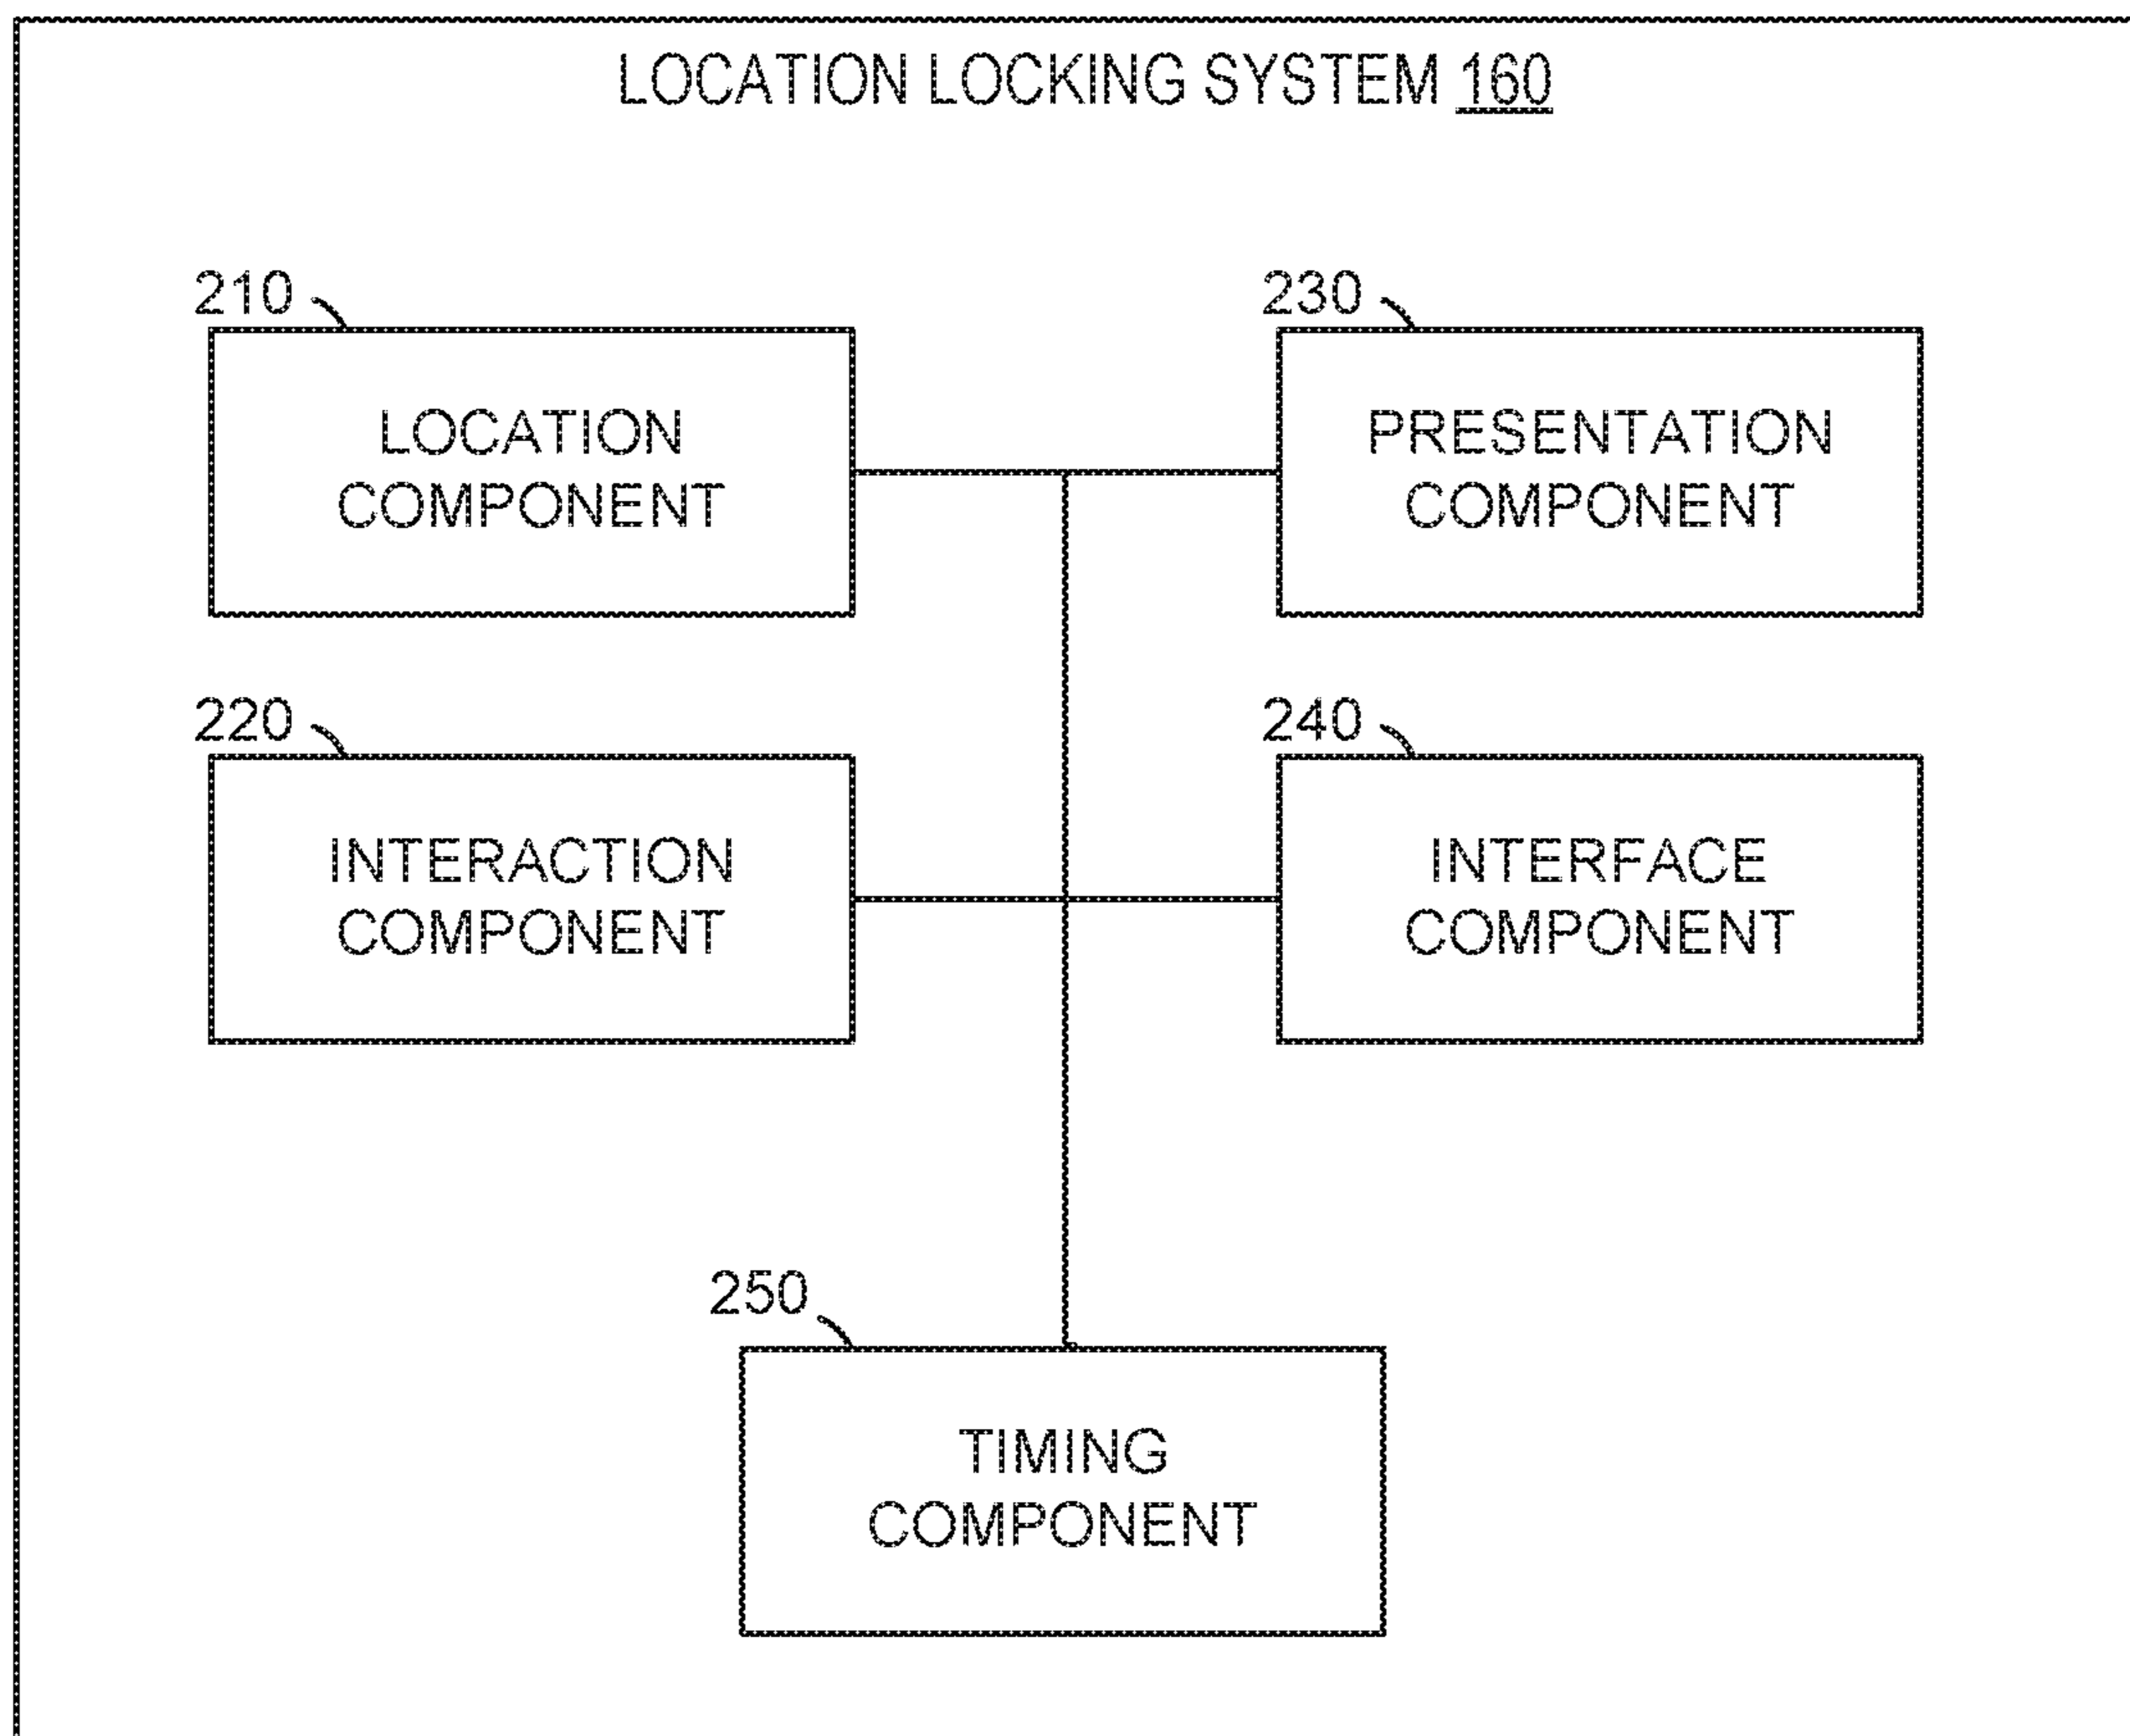 LOCATION LOCKING SYSTEM 160
210
LOCATION
COMPONENT
230
PRESENTATION
COMPONENT
220
INTERACTION
COMPONENT
240
INTERFACE
COMPONENT
250
TIMING
COMPONENT